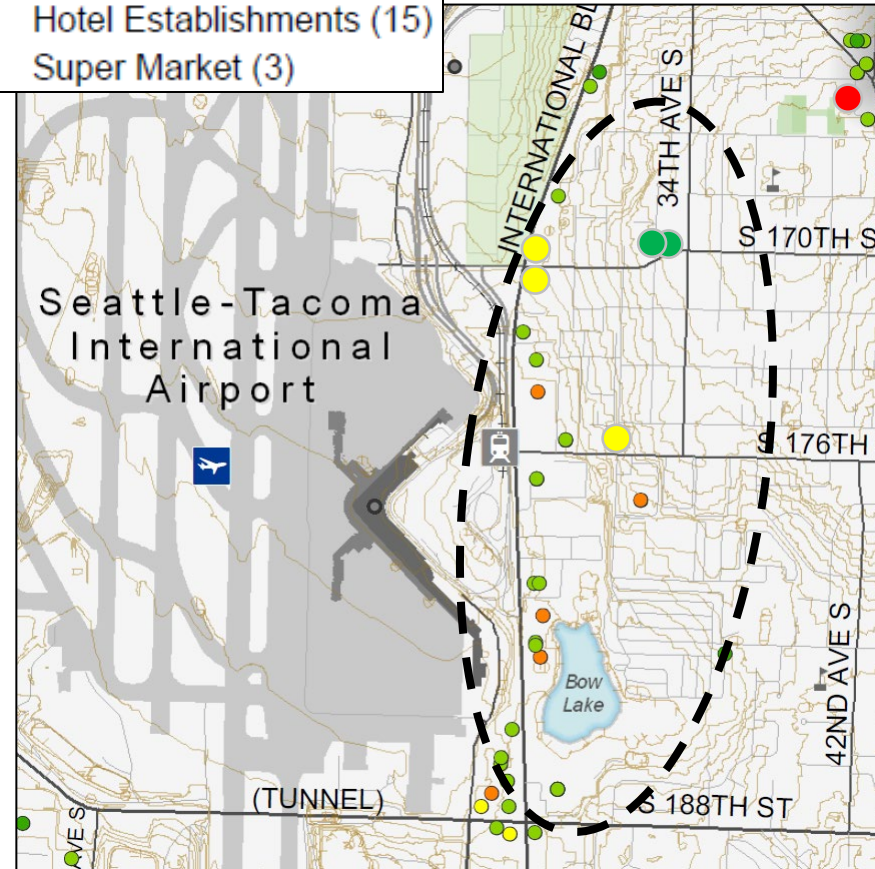 Hotel Establishments (15)
Super Market (3)
INTERNATIONAL BL
34TH AVE S
S 170TH S
Seattle-Tacoma
International
Airport
S 176TH
Bow
Lake
42ND AVE S
(TUNNEL)
S 188TH ST
AVE S